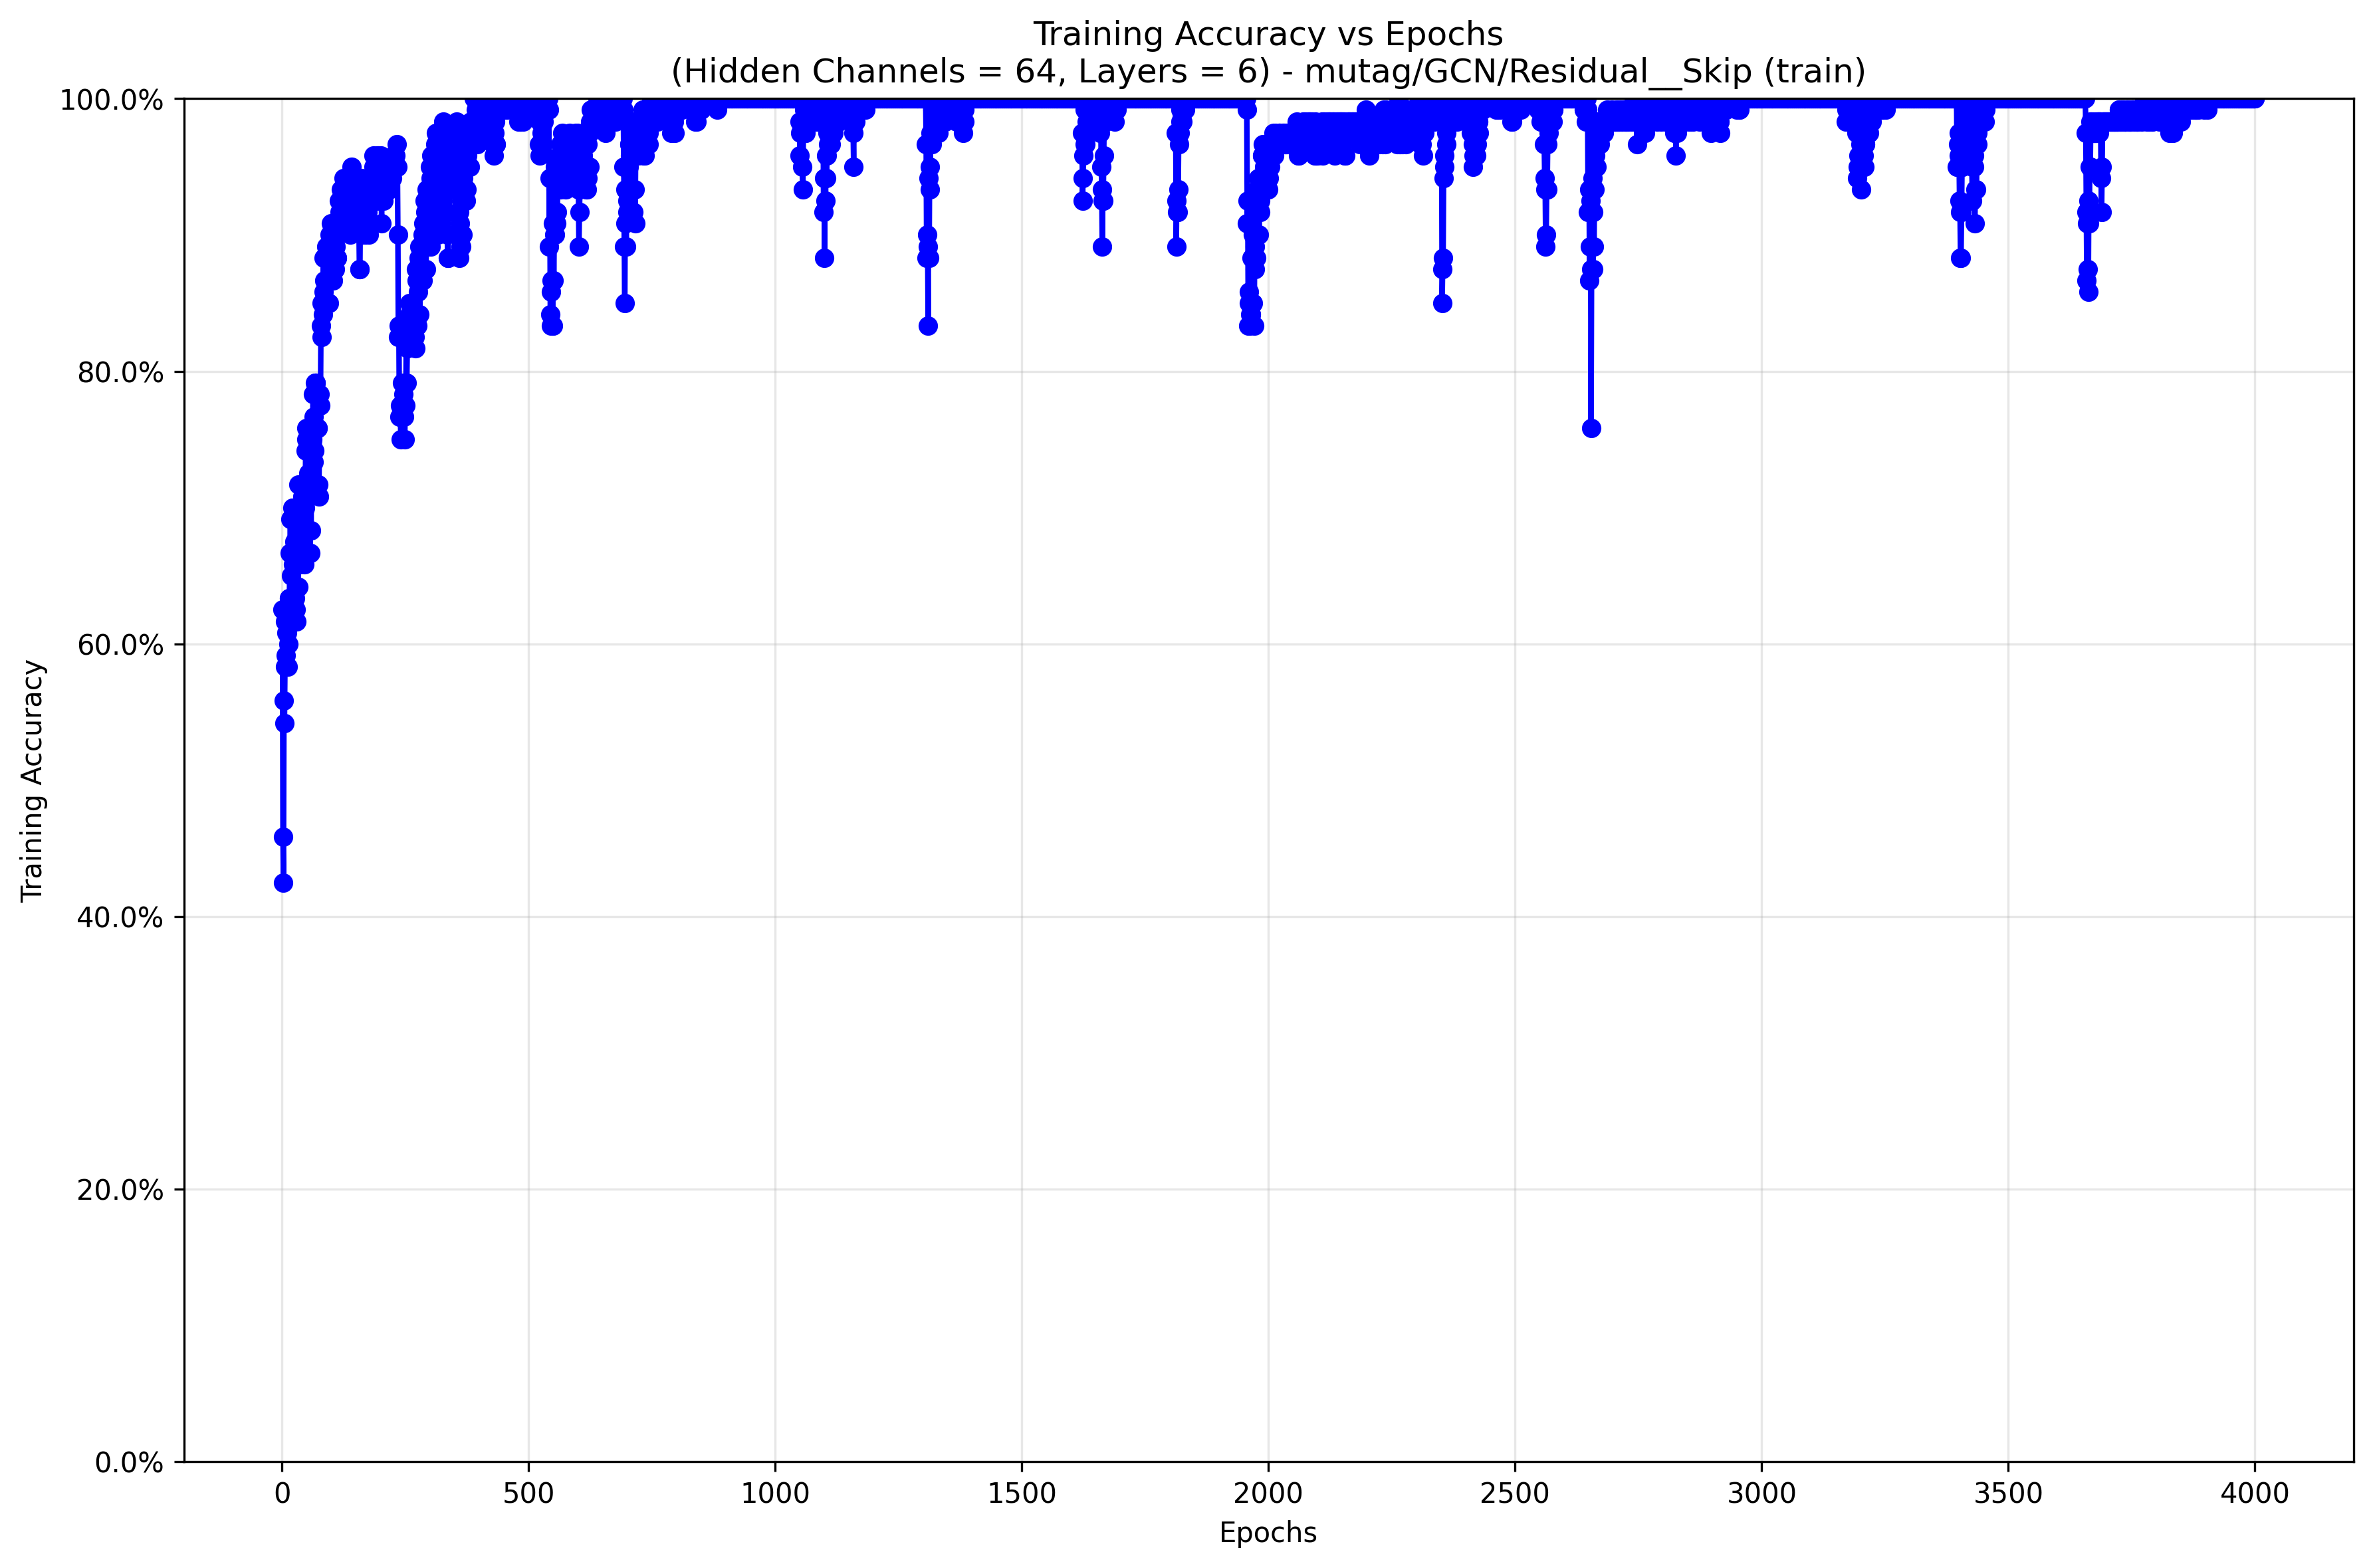 Training Accuracy vs Epochs
(Hidden Channels = 64, Layers = 6) - mutag/GCN/Residual__Skip (train)
100.0%
80.0%
60.0%
40.0%
20.0%
0.0%
Training Accuracy
0 500 1000 1500 2000 2500 3000 3500 4000
Epochs